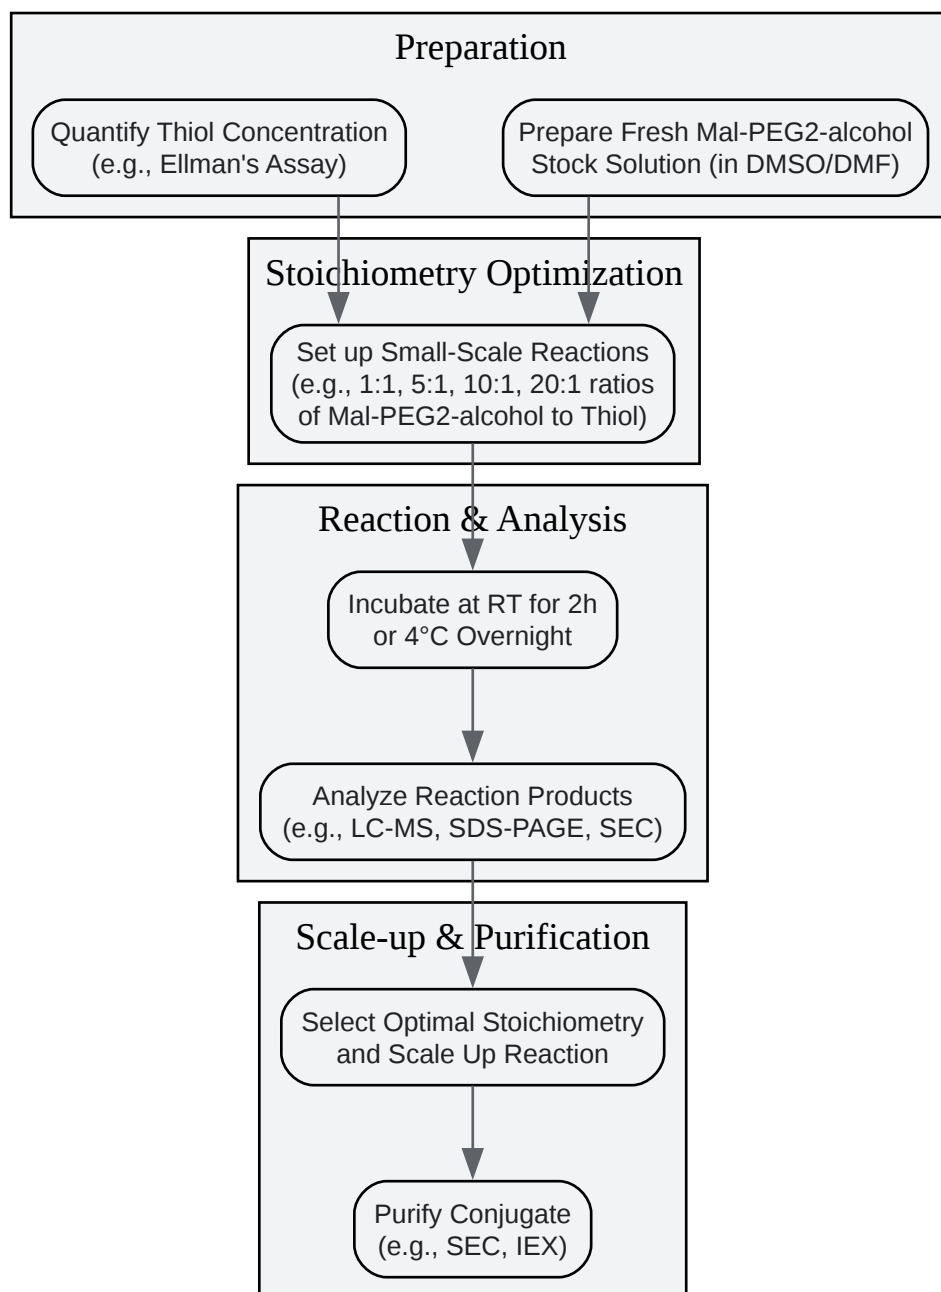 Preparation
Quantify Thiol Concentration
(e.g., Ellman's Assay)
Prepare Fresh Mal-PEG2-alcohol
Stock Solution (in DMSO/DMF)
Stoichiometry Optimization
Set up Small-Scale Reactions
(e.g., 1:1, 5:1, 10:1, 20:1 ratios
of Mal-PEG2-alcohol to Thiol)
Reaction & Analysis
Incubate at RT for 2h
or 4°C Overnight
Analyze Reaction Products
(e.g., LC-MS, SDS-PAGE, SEC)
Scale-up & Purification
Select Optimal Stoichiometry
and Scale Up Reaction
Purify Conjugate
(e.g., SEC, IEX)